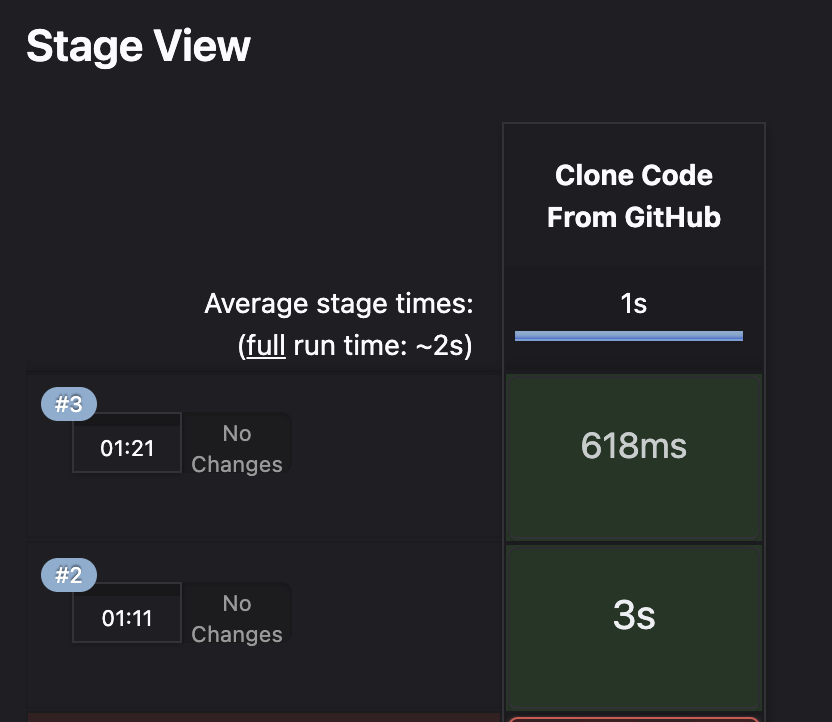 Stage View
Clone Code
From GitHub
Average stage times:
1s
(full run time: ~2s)
#3
01:21
No
Changes
618ms
#2
01:11
No
Changes
3s